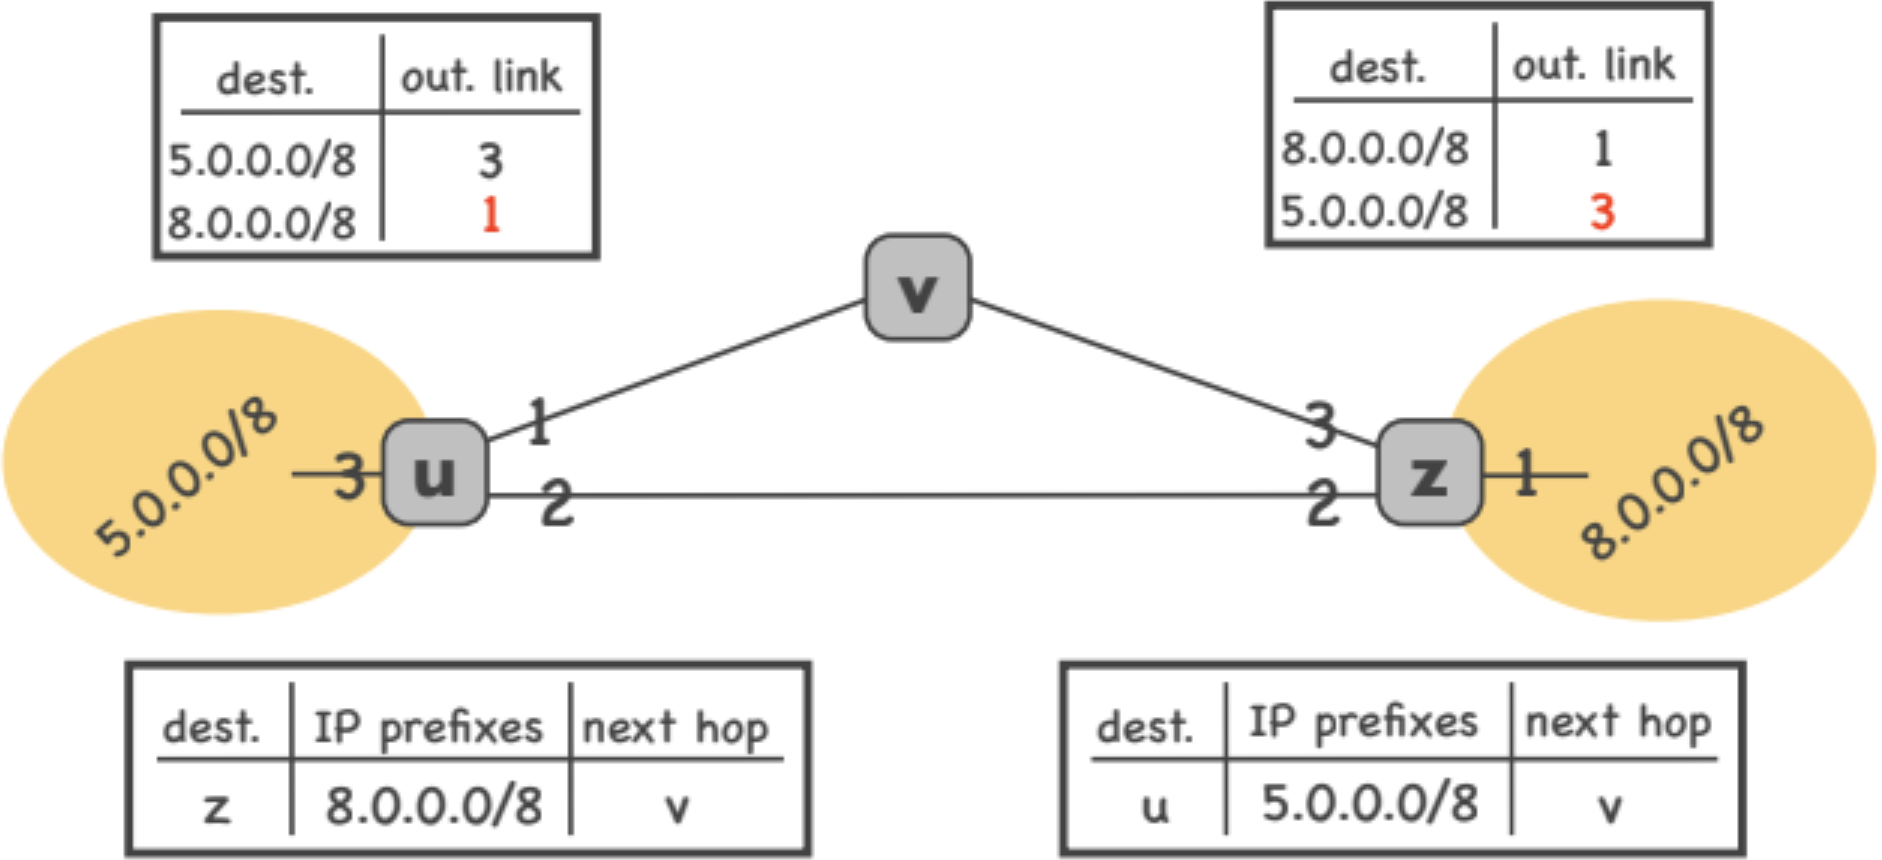 dest. out. link
5.0.0.0/8 3
8.0.0.0/8 1
dest. out. link
8.0.0.0/8 1
5.0.0.0/8 3
v
5.0.0.0/8
3 u 1
2
3
2 z 1
8.0.0.0/8
dest. IP prefixes next hop
z 8.0.0.0/8 v
dest. IP prefixes next hop
u 5.0.0.0/8 v